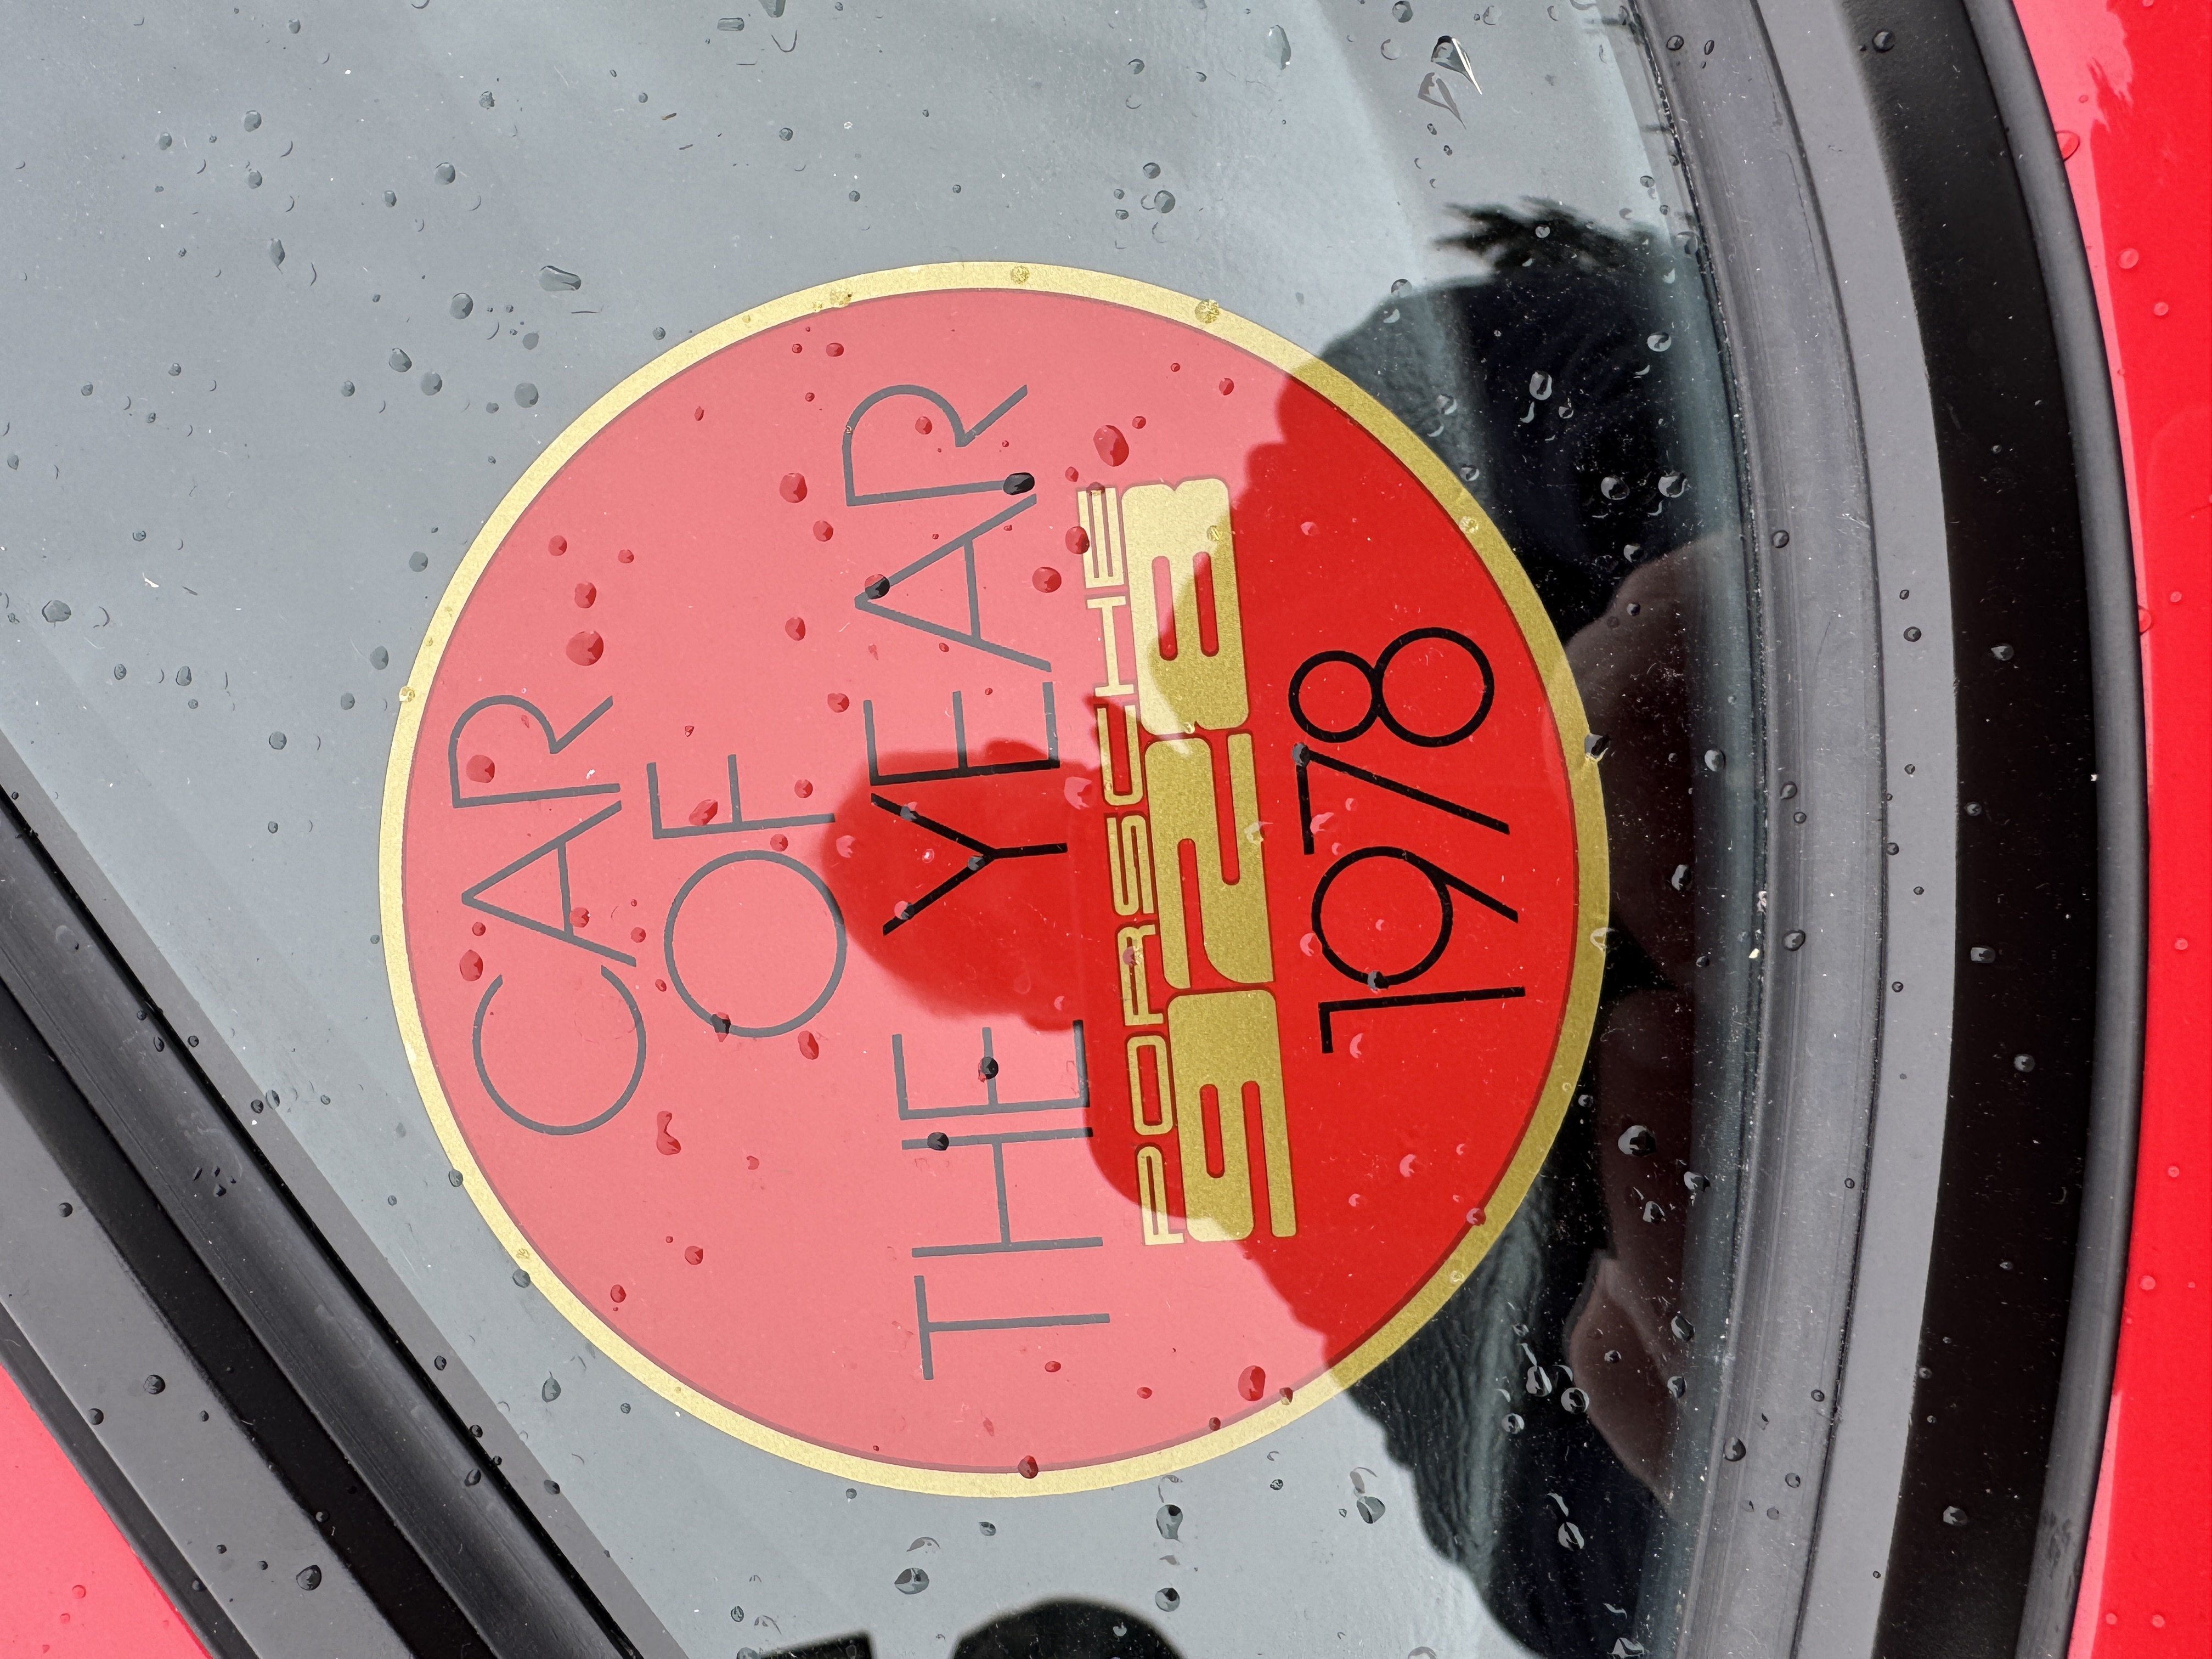 CAR
OF
THE YEAR
PORSCHE
928
1978